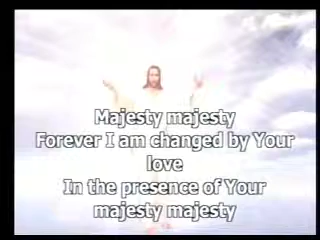 Majesty majesty
Forever I am changed by Your
love
In the presence of Your
majesty majesty